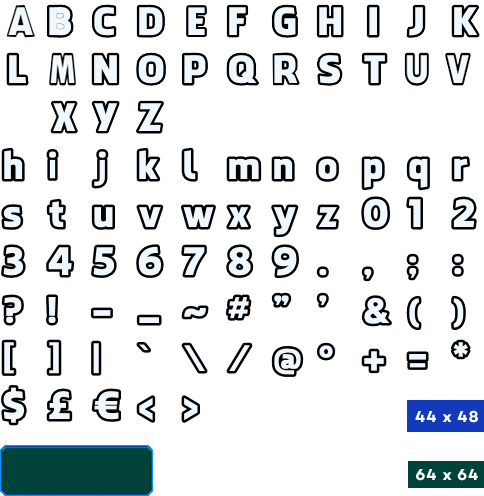 A B C D E F G H I J K
L M N O P Q R S T U V
X y Z
h i j k l m n o p q r
s t u v w x y z 0 1 2
3 4 5 6 7 8 9 . , ; :
? ! - _ ~ # " ' & ( )
[ ] | ` \ / @ ° + = *
$ £ € < >
44 x 48
64 x 64